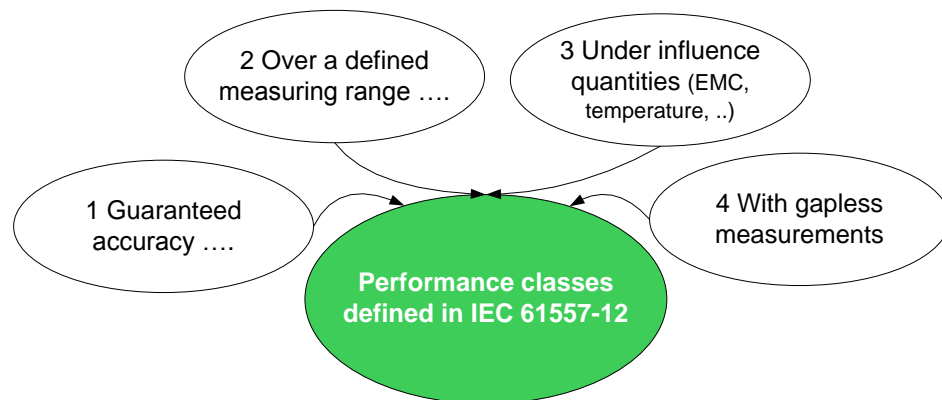 2 Over a defined
measuring range ….
3 Under influence
quantities (EMC,
temperature, ..)
1 Guaranteed
accuracy ….
4 With gapless
measurements
Performance classes
defined in IEC 61557-12